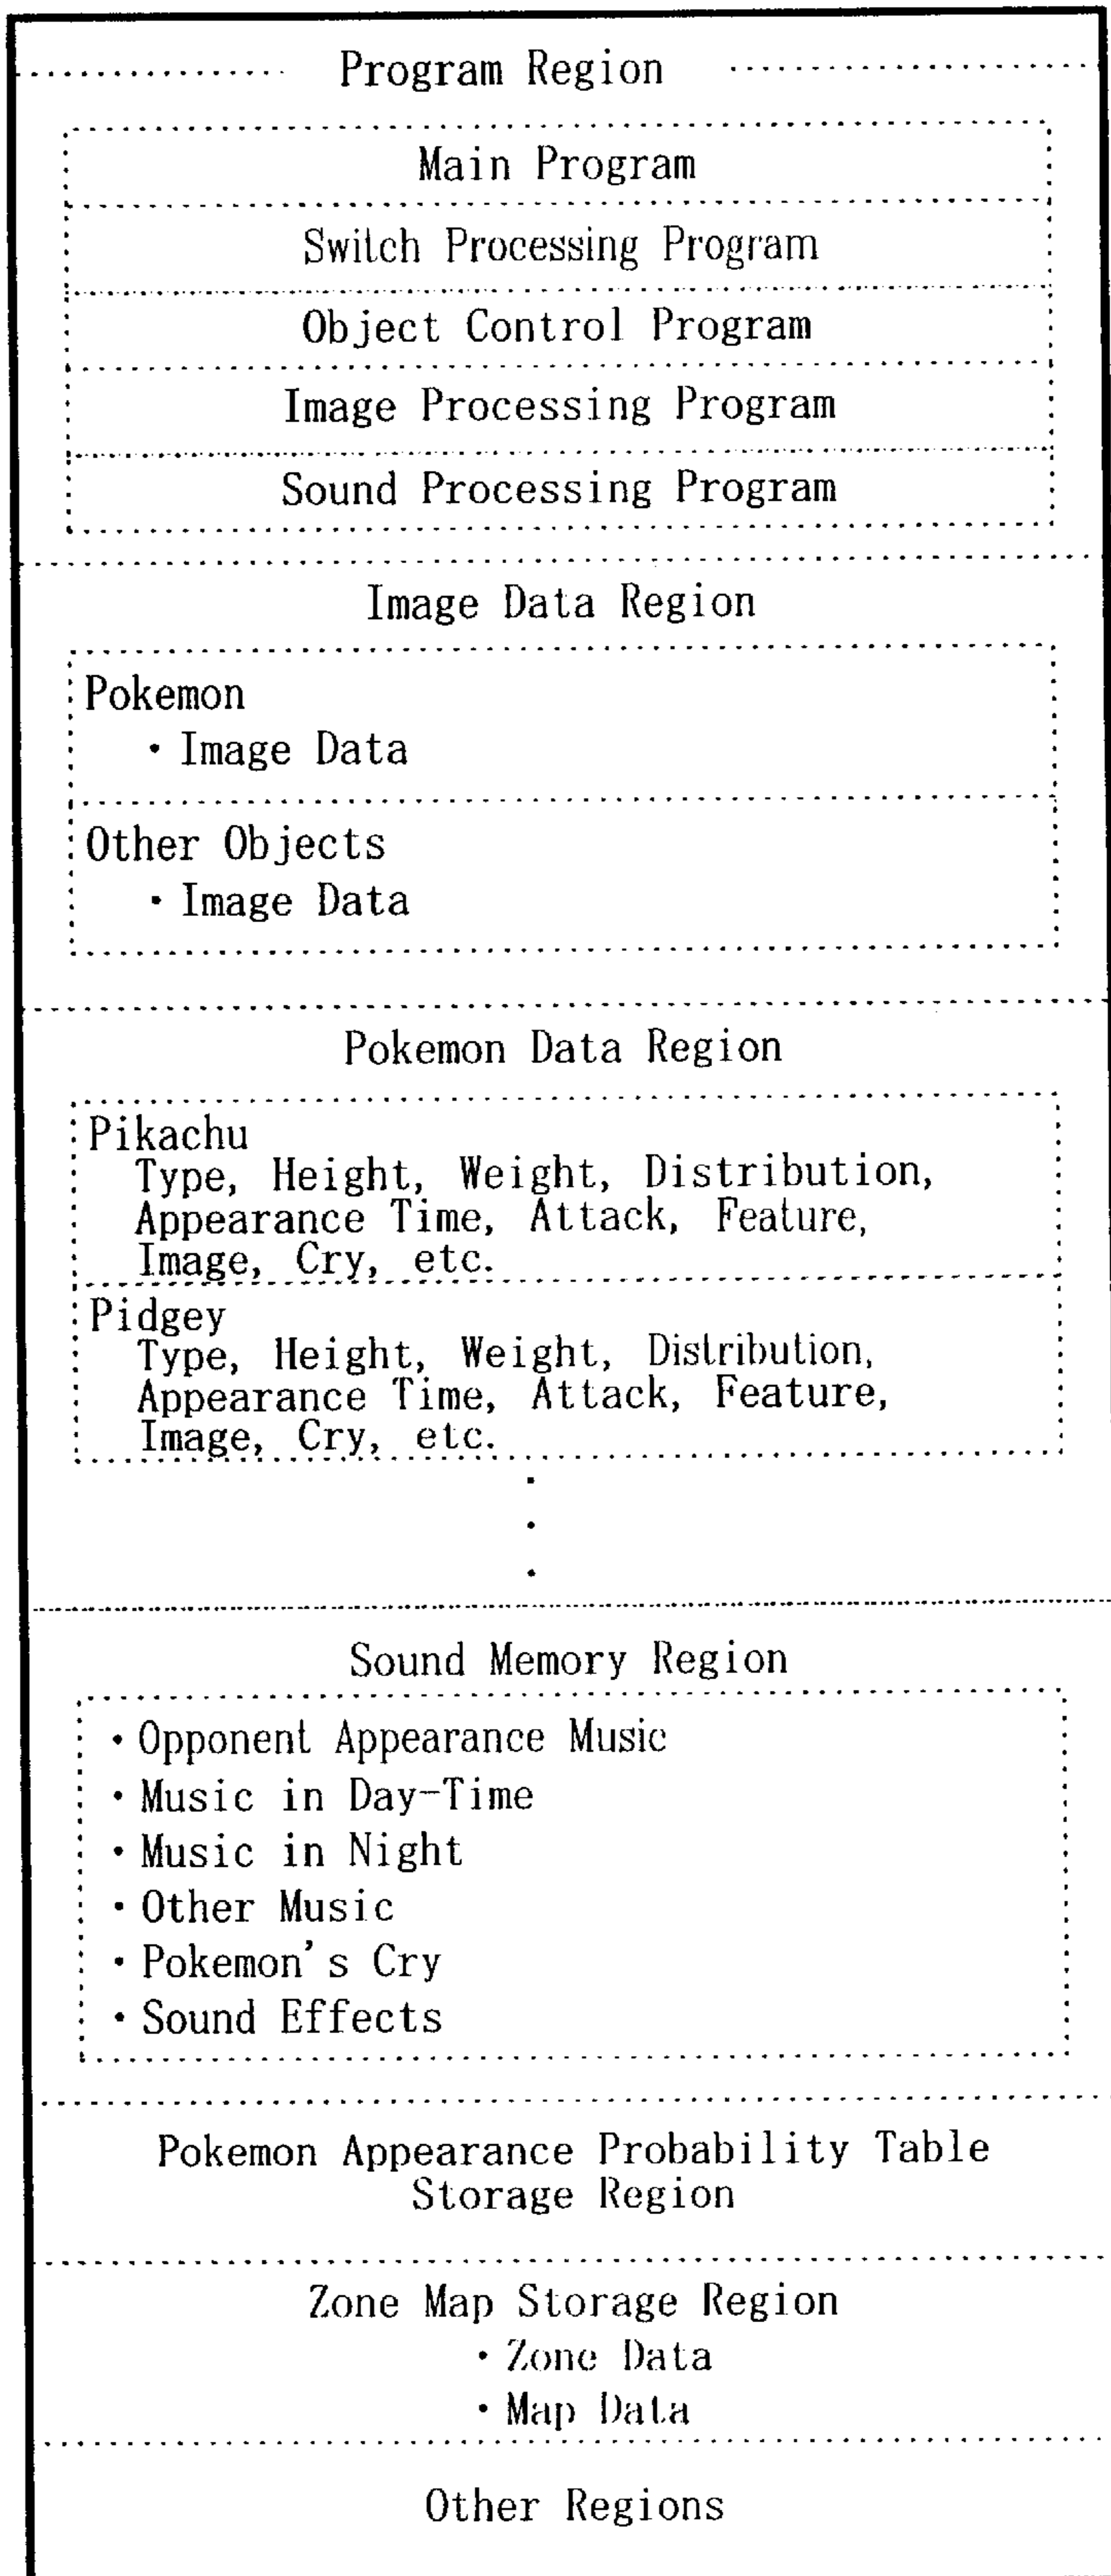 Program Region
Main Program
Switch Processing Program
Object Control Program
Image Processing Program
Sound Processing Program
Image Data Region
Pokemon
・Image Data
Other Objects
・Image Data
Pokemon Data Region
Pikachu
Type, Height, Weight, Distribution,
Appearance Time, Attack, Feature,
Image, Cry, etc.
Pidgey
Type, Height, Weight, Distribution,
Appearance Time, Attack, Feature,
Image, Cry, etc.
Sound Memory Region
・Opponent Appearance Music
・Music in Day-Time
・Music in Night
・Other Music
・Pokemon's Cry
・Sound Effects
Pokemon Appearance Probability Table
Storage Region
Zone Map Storage Region
・Zone Data
・Map Data
Other Regions